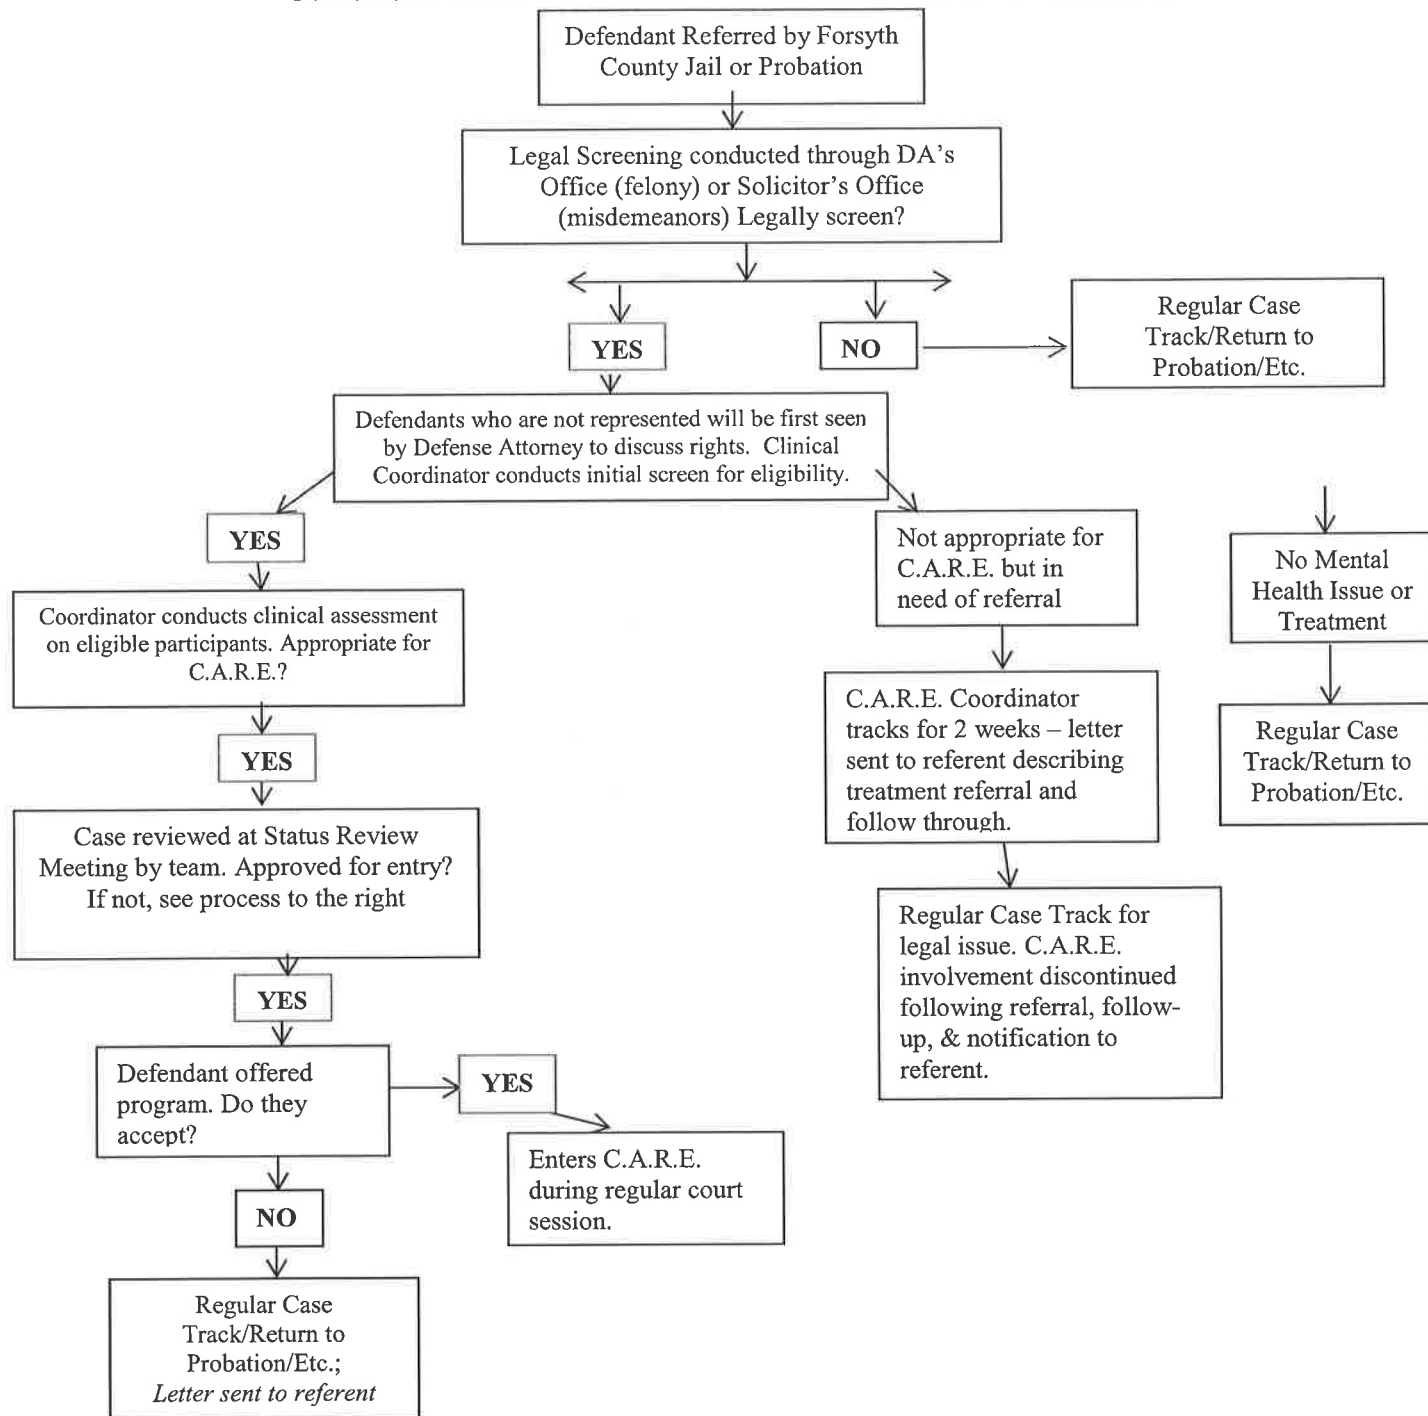 Defendant Referred by Forsyth
County Jail or Probation
Legal Screening conducted through DA's
Office (felony) or Solicitor's Office
(misdemeanors) Legally screen?
YES
NO
Regular Case
Track/Return to
Probation/Etc.
Defendants who are not represented will be first seen
by Defense Attorney to discuss rights. Clinical
Coordinator conducts initial screen for eligibility.
YES
Not appropriate for
C.A.R.E. but in
need of referral
No Mental
Health Issue or
Treatment
Coordinator conducts clinical assessment
on eligible participants. Appropriate for
C.A.R.E.?
C.A.R.E. Coordinator
tracks for 2 weeks – letter
sent to referent describing
treatment referral and
follow through.
Regular Case
Track/Return to
Probation/Etc.
YES
Case reviewed at Status Review
Meeting by team. Approved for entry?
If not, see process to the right
Regular Case Track for
legal issue. C.A.R.E.
involvement discontinued
following referral, follow-
up, & notification to
referent.
YES
Defendant offered
program. Do they
accept?
YES
Enters C.A.R.E.
during regular court
session.
NO
Regular Case
Track/Return to
Probation/Etc.;
Letter sent to referent